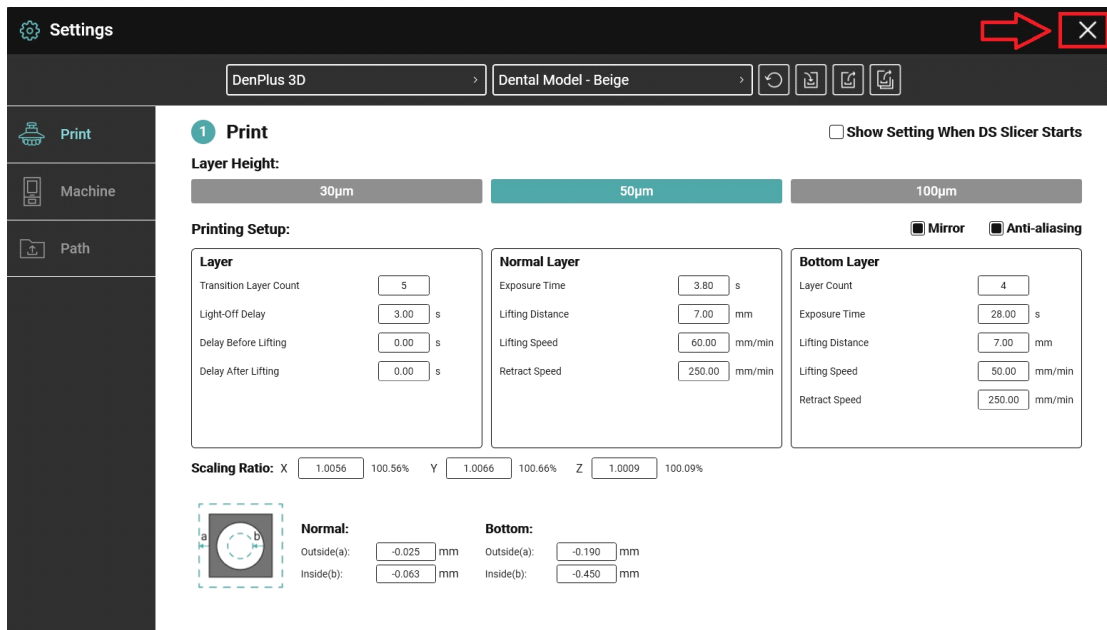 Settings
DenPlus 3D > Dental Model - Beige >
Print
Machine
Path
1 Print
Show Setting When DS Slicer Starts
Layer Height:
30μm 50μm 100μm
Printing Setup:
Mirror Anti-aliasing
Layer
Transition Layer Count 5
Light-Off Delay 3.00 s
Delay Before Lifting 0.00 s
Delay After Lifting 0.00 s
Normal Layer
Exposure Time 3.80 s
Lifting Distance 7.00 mm
Lifting Speed 60.00 mm/min
Retract Speed 250.00 mm/min
Bottom Layer
Layer Count 4
Exposure Time 28.00 s
Lifting Distance 7.00 mm
Lifting Speed 50.00 mm/min
Retract Speed 250.00 mm/min
Scaling Ratio: X 1.0056 100.56% Y 1.0066 100.66% Z 1.0009 100.09%
a b
Normal:
Outside(a): -0.025 mm
Inside(b): -0.063 mm
Bottom:
Outside(a): -0.190 mm
Inside(b): -0.450 mm